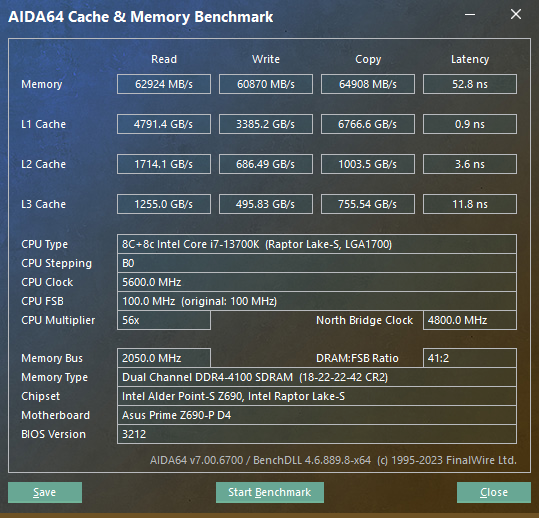 AIDA64 Cache & Memory Benchmark
Read Write Copy Latency
Memory 62924 MB/s 60870 MB/s 64908 MB/s 52.8 ns
L1 Cache 4791.4 GB/s 3385.2 GB/s 6766.6 GB/s 0.9 ns
L2 Cache 1714.1 GB/s 686.49 GB/s 1003.5 GB/s 3.6 ns
L3 Cache 1255.0 GB/s 495.83 GB/s 755.54 GB/s 11.8 ns
CPU Type 8C+8c Intel Core i7-13700K (Raptor Lake-S, LGA1700)
CPU Stepping B0
CPU Clock 5600.0 MHz
CPU FSB 100.0 MHz (original: 100 MHz)
CPU Multiplier 56x North Bridge Clock 4800.0 MHz
Memory Bus 2050.0 MHz DRAM:FSB Ratio 41:2
Memory Type Dual Channel DDR4-4100 SDRAM (18-22-22-42 CR2)
Chipset Intel Alder Point-S Z690, Intel Raptor Lake-S
Motherboard Asus Prime Z690-P D4
BIOS Version 3212
AIDA64 v7.00.6700 / BenchDLL 4.6.889.8-x64 (c) 1995-2023 FinalWire Ltd.
Save Start Benchmark Close